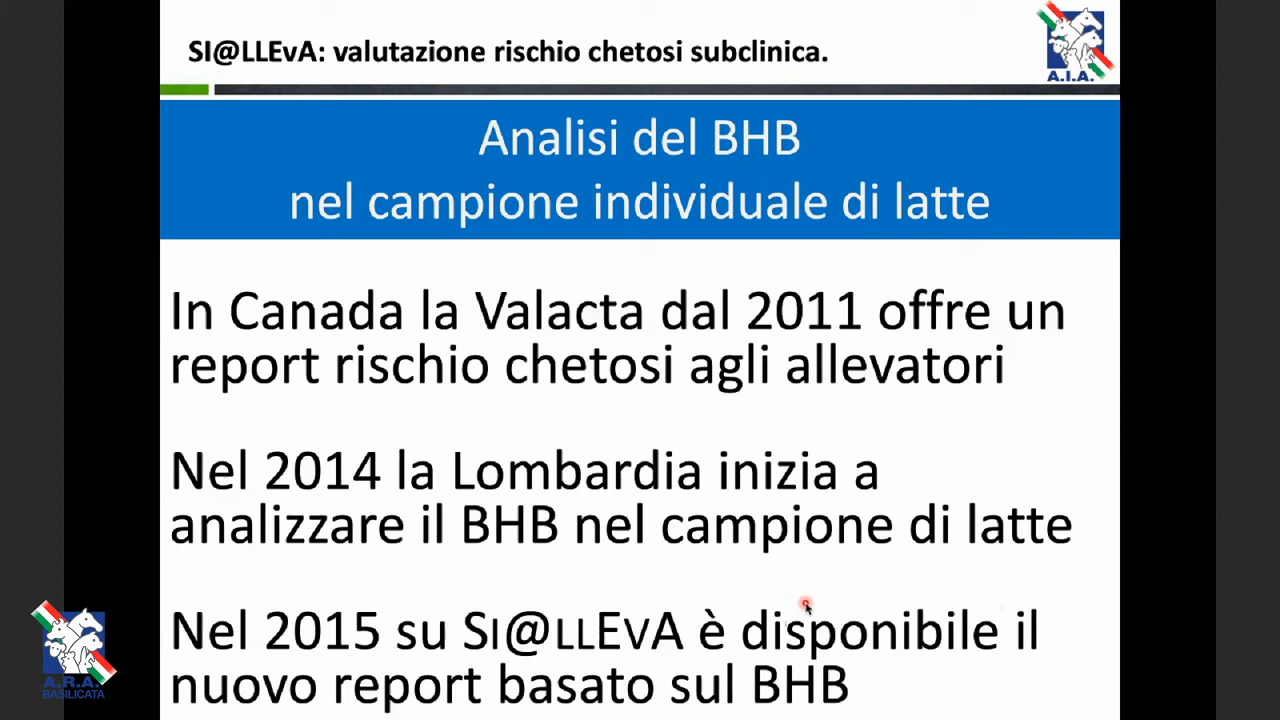 SI@LLEvA: valutazione rischio chetosi subclinica.
A.I.A.
Analisi del BHB
nel campione individuale di latte
In Canada la Valacta dal 2011 offre un
report rischio chetosi agli allevatori
Nel 2014 la Lombardia inizia a
analizzare il BHB nel campione di latte
Nel 2015 su SI@LLEVA è disponibile il
nuovo report basato sul BHB
A.R.A.
BASILICATA